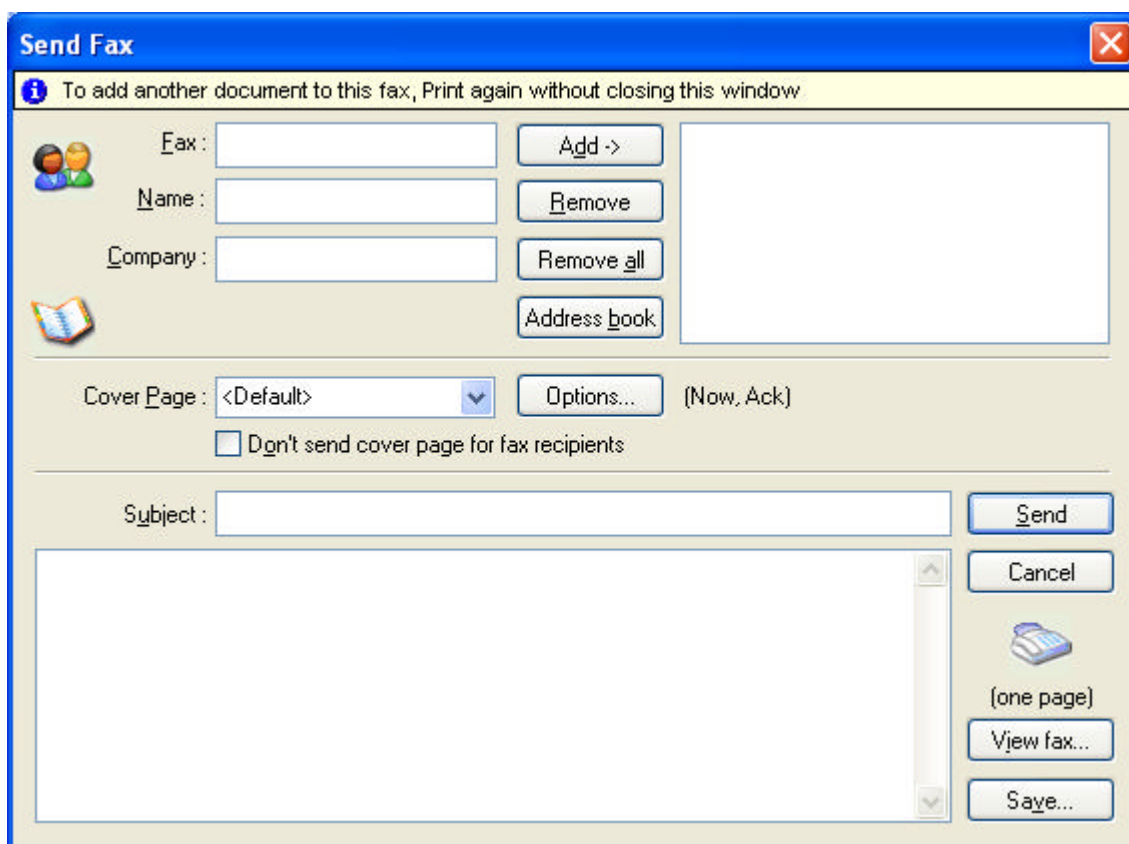 Send Fax
To add another document to this fax, Print again without closing this window
Fax :
Add ->
Name :
Remove
Company :
Remove all
Address book
Cover Page : <Default> Options... (Now, Ack)
Don't send cover page for fax recipients
Subject :
Send
Cancel
(one page)
View fax...
Save...